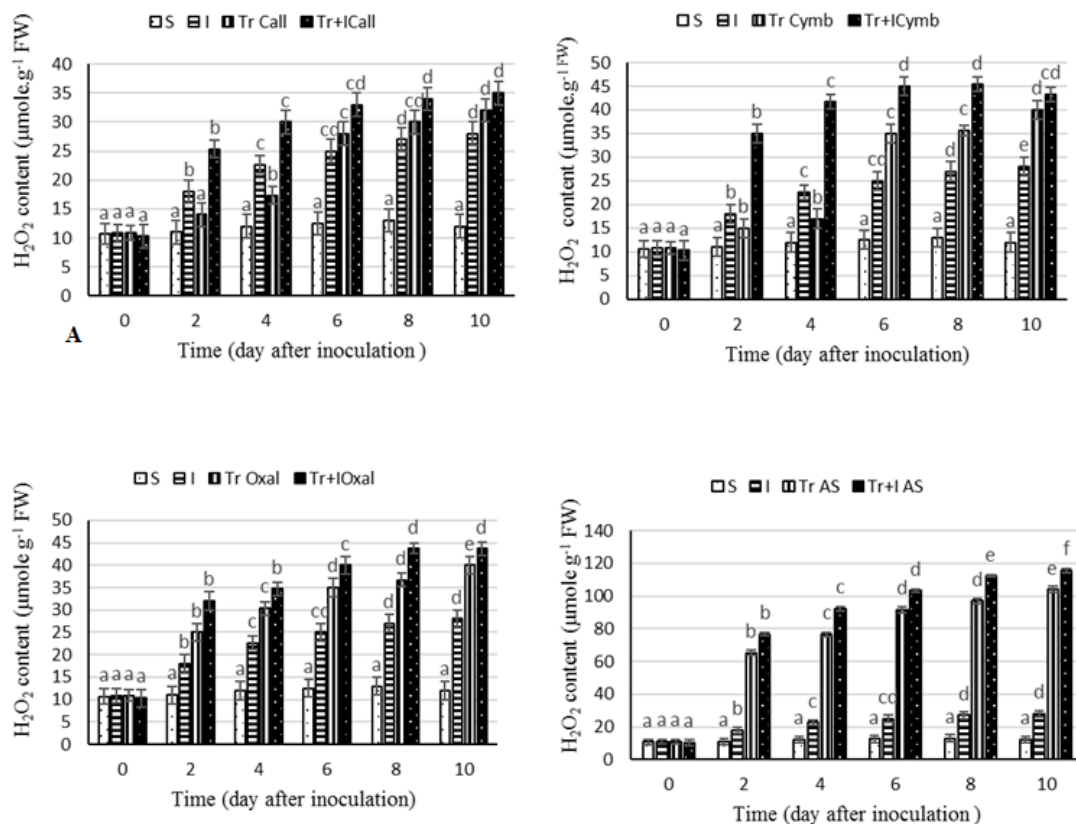 S I Tr Call Tr+ICall
H₂O₂ content (µmole.g⁻¹ FW)
40
35
30
25
20
15
10
5
0
a a a a
a b a b
a c b c
a cd c cd
a d cd d
a d d d
0 2 4 6 8 10
A
Time (day after inoculation )
S I Tr Cymb Tr+ICymb
H₂O₂ content (µmole.g⁻¹ FW)
50
45
40
35
30
25
20
15
10
5
0
a a a a
a b b b
a c b c
a cd c d
a d c d
a e d cd
0 2 4 6 8 10
Time (day after inoculation)
S I Tr Oxal Tr+IOxal
H₂O₂ content (µmole g⁻¹ FW)
50
45
40
35
30
25
20
15
10
5
0
a a a a
a b b b
a c c c
a cd d c
a d d d
a d e d
0 2 4 6 8 10
Time (day after inoculation)
S I Tr AS Tr+I AS
H₂O₂ content (µmole g⁻¹ FW)
140
120
100
80
60
40
20
0
a a a a
a b b b
a c c c
a cd d d
a d d e
a d e f
0 2 4 6 8 10
Time (day after inoculation)